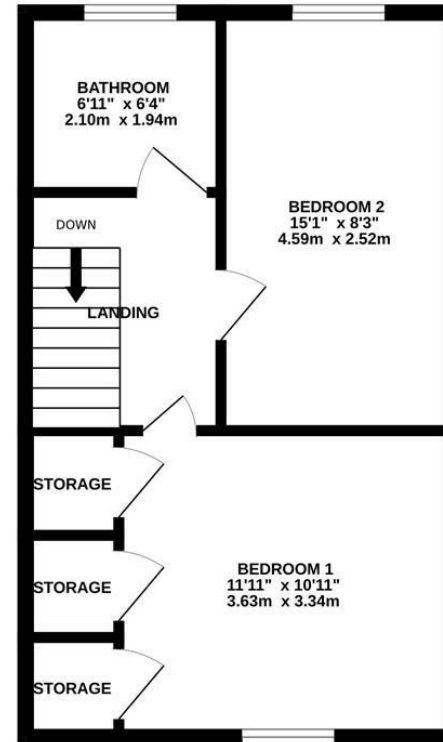 BATHROOM
6'11" x 6'4"
2.10m x 1.94m
BEDROOM 2
15'1" x 8'3"
4.59m x 2.52m
DOWN
LANDING
STORAGE
STORAGE
STORAGE
BEDROOM 1
11'11" x 10'11"
3.63m x 3.34m